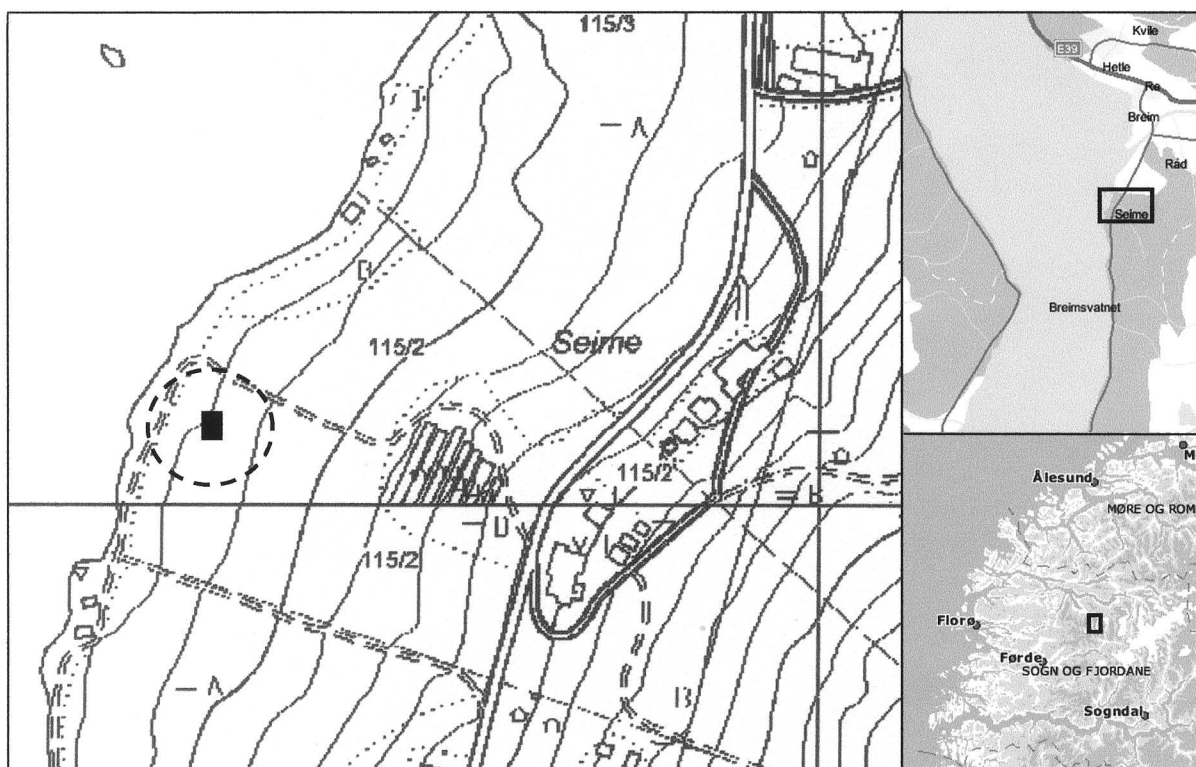 115/3
115/2
Seime
115/2
115/2
E39
Kvile
Hetle
Re
Breim
Råd
Seime
Breimsvatnet
Ålesund
M
MØRE OG ROM
Florø
Førde
SOGN OG FJORDANE
Sogndal